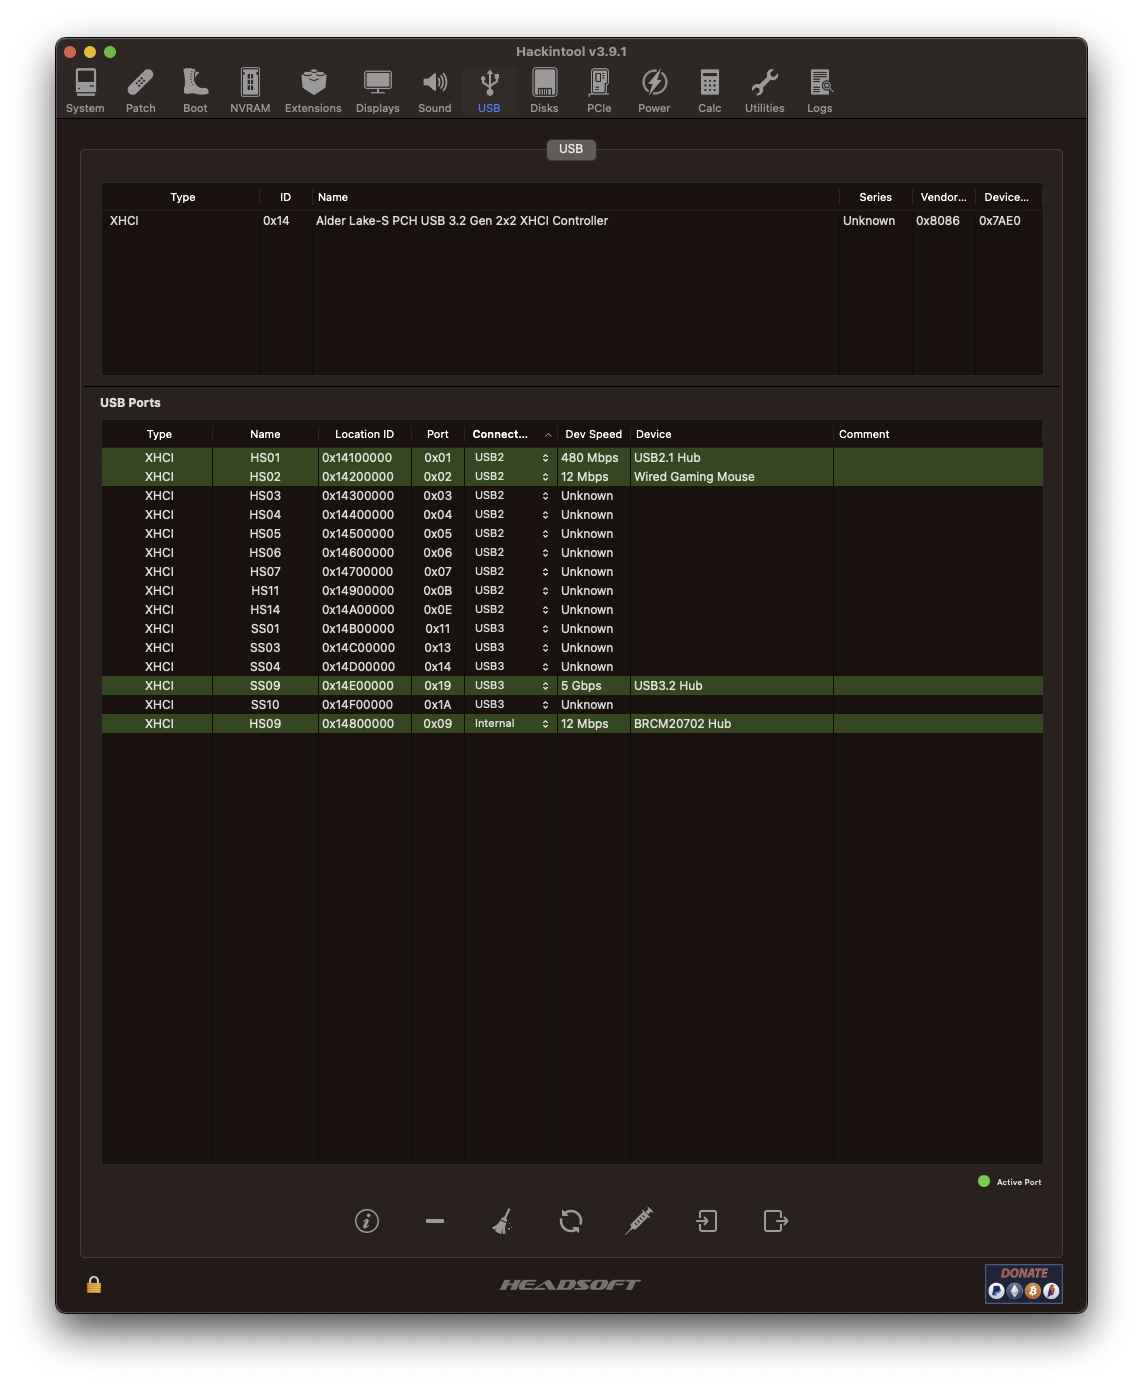 Hackintool v3.9.1
System Patch Boot NVRAM Extensions Displays Sound USB Disks PCIe Power Calc Utilities Logs
USB
Type ID Name Series Vendor... Device...
XHCI 0x14 Alder Lake-S PCH USB 3.2 Gen 2x2 XHCI Controller Unknown 0x8086 0x7AE0
USB Ports
Type Name Location ID Port Connect... Dev Speed Device Comment
XHCI HS01 0x14100000 0x01 USB2 480 Mbps USB2.1 Hub
XHCI HS02 0x14200000 0x02 USB2 12 Mbps Wired Gaming Mouse
XHCI HS03 0x14300000 0x03 USB2 Unknown
XHCI HS04 0x14400000 0x04 USB2 Unknown
XHCI HS05 0x14500000 0x05 USB2 Unknown
XHCI HS06 0x14600000 0x06 USB2 Unknown
XHCI HS07 0x14700000 0x07 USB2 Unknown
XHCI HS11 0x14900000 0x0B USB2 Unknown
XHCI HS14 0x14A00000 0x0E USB2 Unknown
XHCI SS01 0x14B00000 0x11 USB3 Unknown
XHCI SS03 0x14C00000 0x13 USB3 Unknown
XHCI SS04 0x14D00000 0x14 USB3 Unknown
XHCI SS09 0x14E00000 0x19 USB3 5 Gbps USB3.2 Hub
XHCI SS10 0x14F00000 0x1A USB3 Unknown
XHCI HS09 0x14800000 0x09 Internal 12 Mbps BRCM20702 Hub
Active Port
HEADSOFT
DONATE